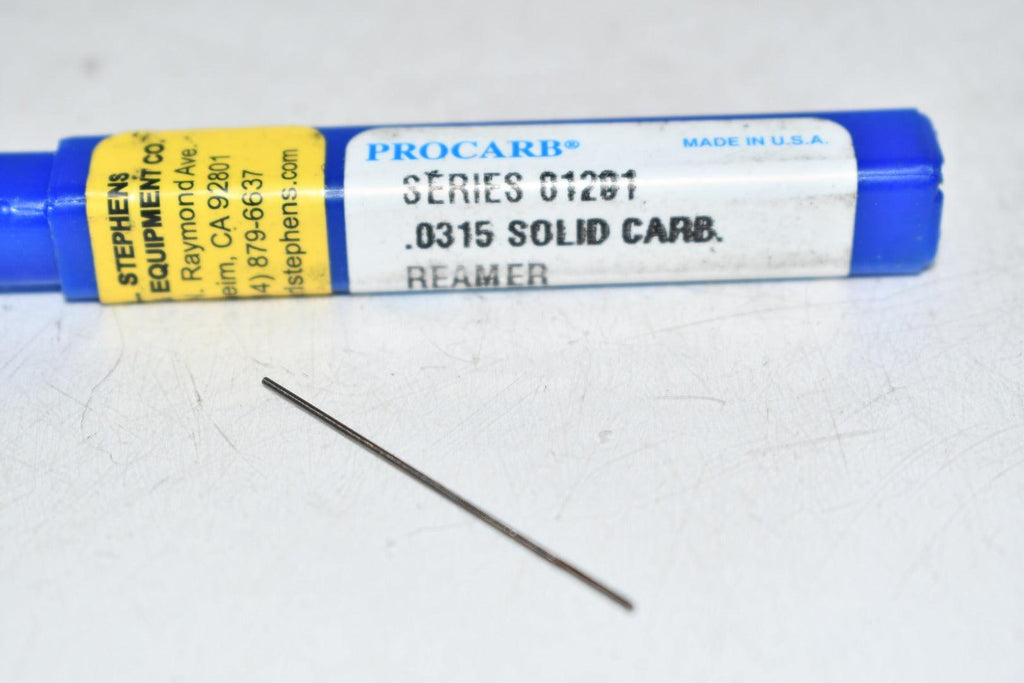 STEPHENS
EQUIPMENT CO.
. Raymond Ave.
eim, CA 92801
4) 879-6637
stephens.com
PROCARB®
MADE IN U.S.A.
SERIES 01201
.0315 SOLID CARB.
REAMER